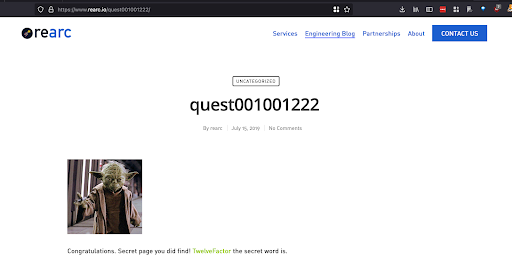 https://www.rearc.io/quest001001222/
rearc
Services Engineering Blog Partnerships About CONTACT US
UNCATEGORIZED
quest001001222
By rearc July 15, 2019 No Comments
Congratulations. Secret page you did find! TwelveFactor the secret word is.